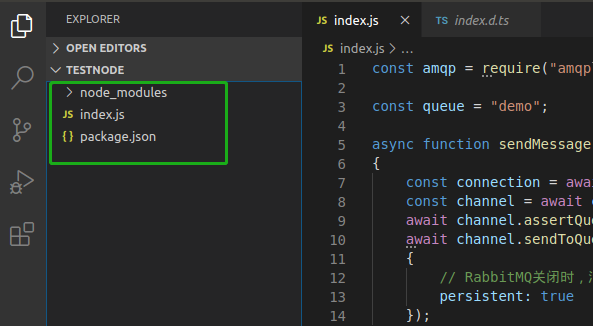 EXPLORER
OPEN EDITORS
TESTNODE
node_modules
JS index.js
{} package.json
JS index.js ×
TS index.d.ts
JS index.js > ...
1 const amqp = require("amqp
2
3 const queue = "demo";
4
5 async function sendMessage
6 {
7 const connection = awai
8 const channel = await
9 await channel.assertQue
10 await channel.sendToQu
11 {
12 // RabbitMQ关闭时，
13 persistent: true
14 });